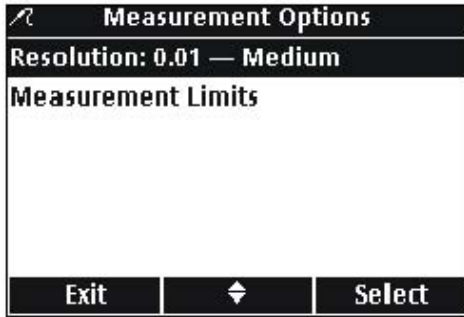 Measurement Options
Resolution: 0.01 — Medium
Measurement Limits
Exit
Select